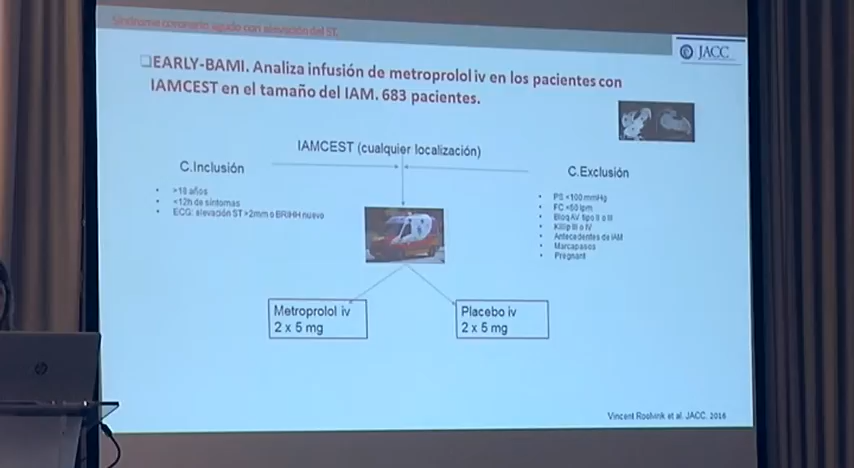 Síndrome coronario agudo con elevación del ST.
JACC
❑EARLY-BAMI. Analiza infusión de metroprolol iv en los pacientes con
IAMCEST en el tamaño del IAM. 683 pacientes.
IAMCEST (cualquier localización)
C.Inclusión
• >18 años
• <12h de síntomas
• ECG: elevación ST >2mm o BRIHH nuevo
C.Exclusión
• PS <100 mmHg
• FC <60 lpm
• Bloq AV tipo II o III
• Killip III o IV
• Antecedentes de IAM
• Marcapasos
• Pregnant
Metroprolol iv
2 x 5 mg
Placebo iv
2 x 5 mg
Vincent Roolvink et al. JACC. 2016
hp